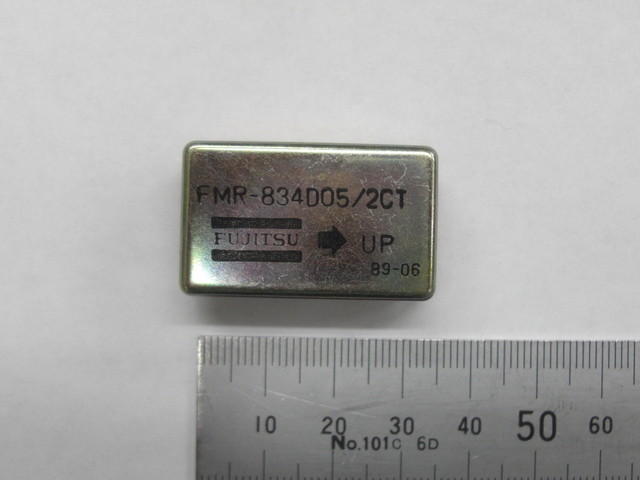 FMR-834D05/2CT
FUJITSU UP
89-06
10 20 30 40 50 60
No.101C 6D